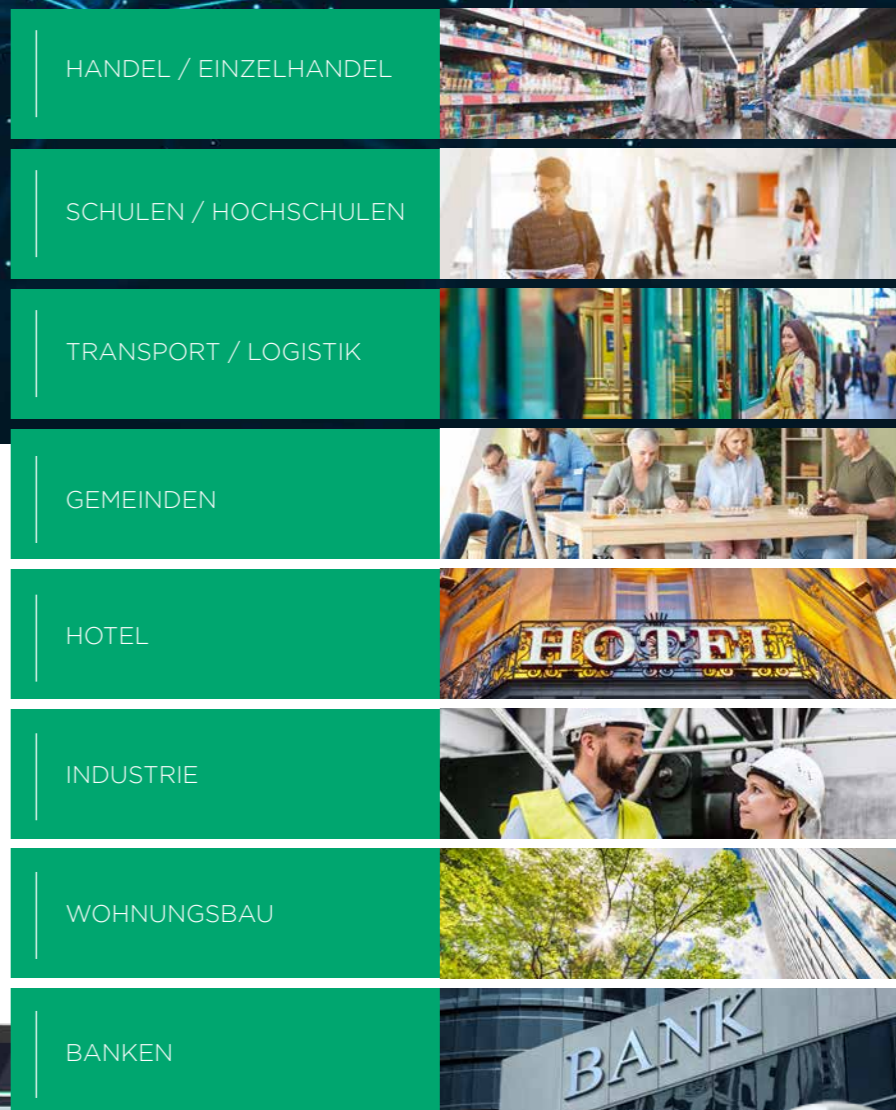 HANDEL / EINZELHANDEL
SCHULEN / HOCHSCHULEN
TRANSPORT / LOGISTIK
GEMEINDEN
HOTEL
HOTEL
INDUSTRIE
WOHNUNGSBAU
BANKEN
BANK